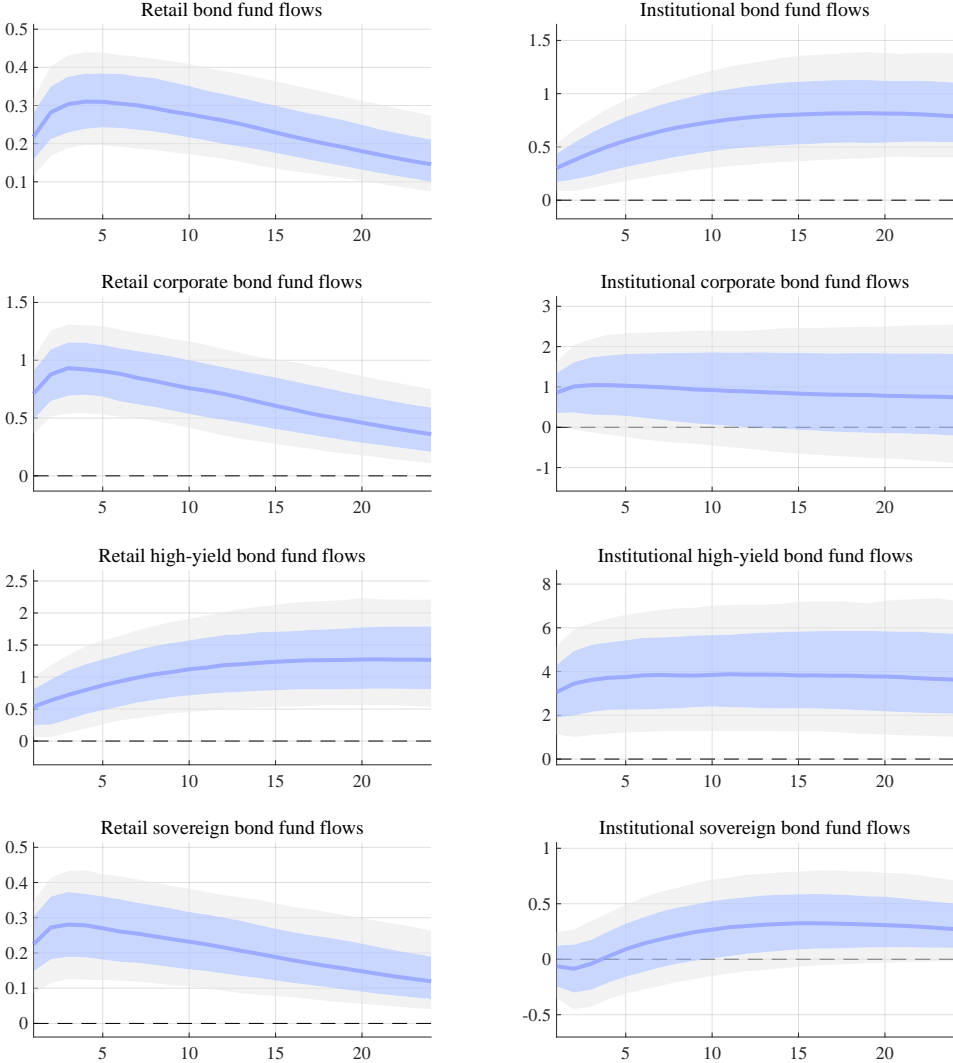 Retail bond fund flows
0.5
0.4
0.3
0.2
0.1
5 10 15 20
Institutional bond fund flows
1.5
1
0.5
0
5 10 15 20
Retail corporate bond fund flows
1.5
1
0.5
0
5 10 15 20
Institutional corporate bond fund flows
3
2
1
0
-1
5 10 15 20
Retail high-yield bond fund flows
2.5
2
1.5
1
0.5
0
5 10 15 20
Institutional high-yield bond fund flows
8
6
4
2
0
5 10 15 20
Retail sovereign bond fund flows
0.5
0.4
0.3
0.2
0.1
0
5 10 15 20
Institutional sovereign bond fund flows
1
0.5
0
-0.5
5 10 15 20